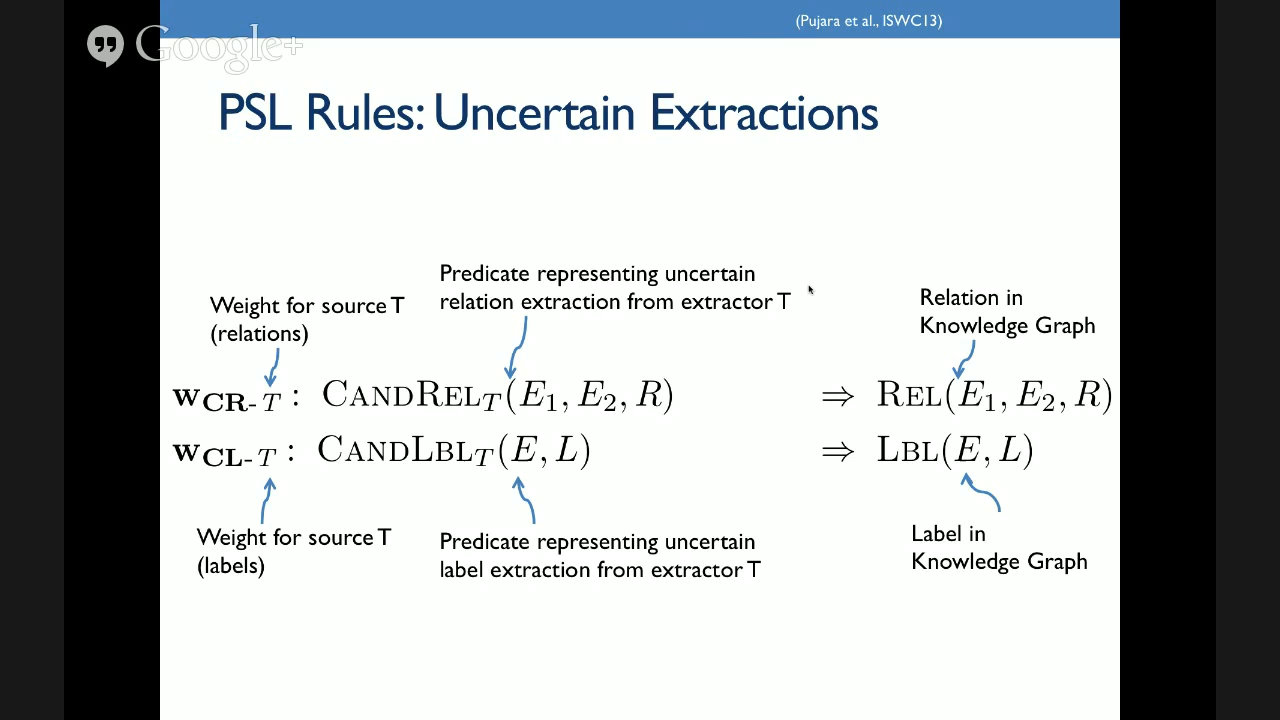 (Pujara et al., ISWC13)
Google+
PSL Rules: Uncertain Extractions
Predicate representing uncertain
relation extraction from extractor T
Weight for source T
(relations)
Relation in
Knowledge Graph
w_CR-T : CANDREL_T(E_1, E_2, R) ⇒ REL(E_1, E_2, R)
w_CL-T : CANDLBL_T(E, L) ⇒ LBL(E, L)
Weight for source T
(labels)
Predicate representing uncertain
label extraction from extractor T
Label in
Knowledge Graph